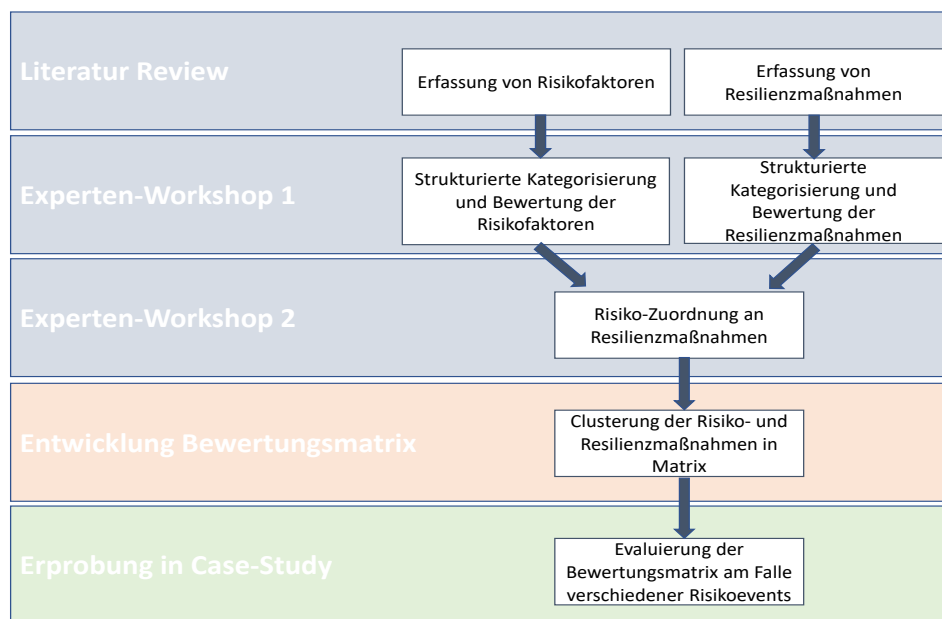 Literatur Review
Erfassung von Risikofaktoren
Erfassung von
Resilienzmaßnahmen
Experten-Workshop 1
Strukturierte Kategorisierung
und Bewertung der
Risikofaktoren
Strukturierte
Kategorisierung und
Bewertung der
Resilienzmaßnahmen
Experten-Workshop 2
Risiko-Zuordnung an
Resilienzmaßnahmen
Entwicklung Bewertungsmatrix
Clusterung der Risiko- und
Resilienzmaßnahmen in
Matrix
Erprobung in Case-Study
Evaluierung der
Bewertungsmatrix am Falle
verschiedener Risikoevents